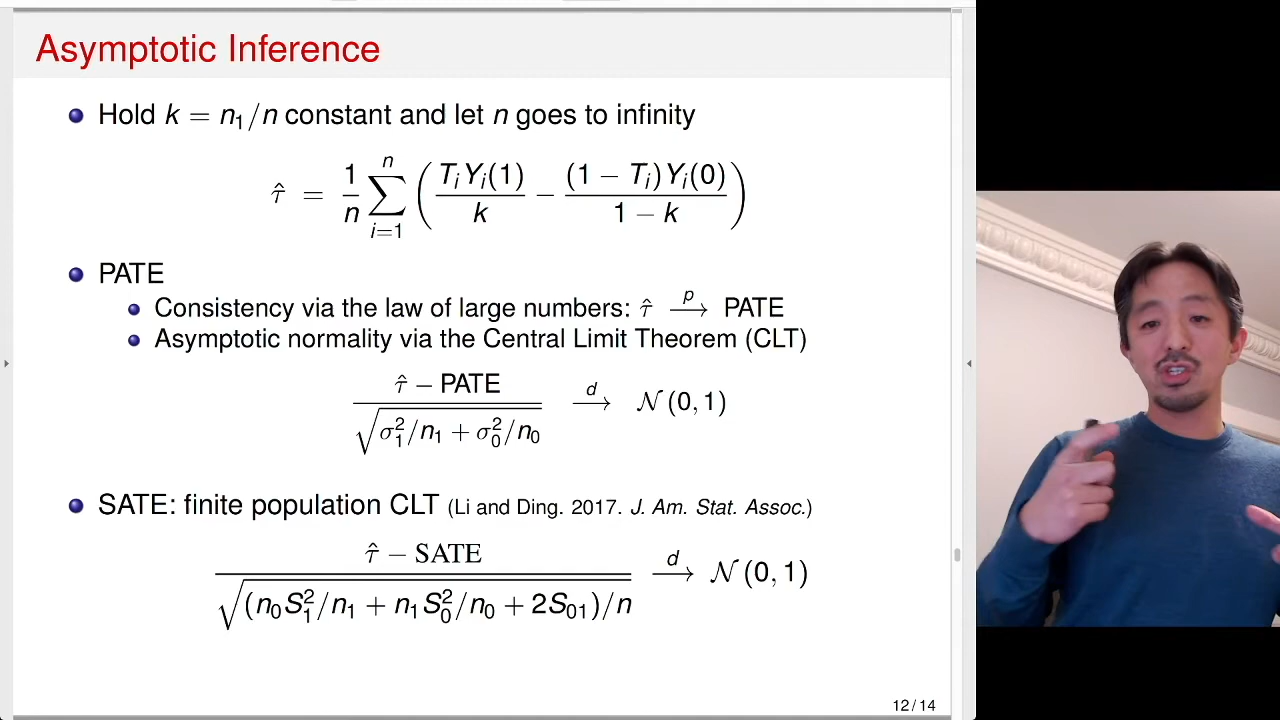 Asymptotic Inference
Hold k = n₁/n constant and let n goes to infinity
τ̂ = 1/n ∑ᵢ₌₁ⁿ ( TᵢYᵢ(1)/k − (1 − Tᵢ)Yᵢ(0)/(1 − k) )
PATE
Consistency via the law of large numbers: τ̂ →ᵖ PATE
Asymptotic normality via the Central Limit Theorem (CLT)
(τ̂ − PATE) / √(σ₁²/n₁ + σ₀²/n₀) →ᵈ 𝒩(0, 1)
SATE: finite population CLT (Li and Ding. 2017. J. Am. Stat. Assoc.)
(τ̂ − SATE) / √((n₀S₁²/n₁ + n₁S₀²/n₀ + 2S₀₁)/n) →ᵈ 𝒩(0, 1)
12 / 14